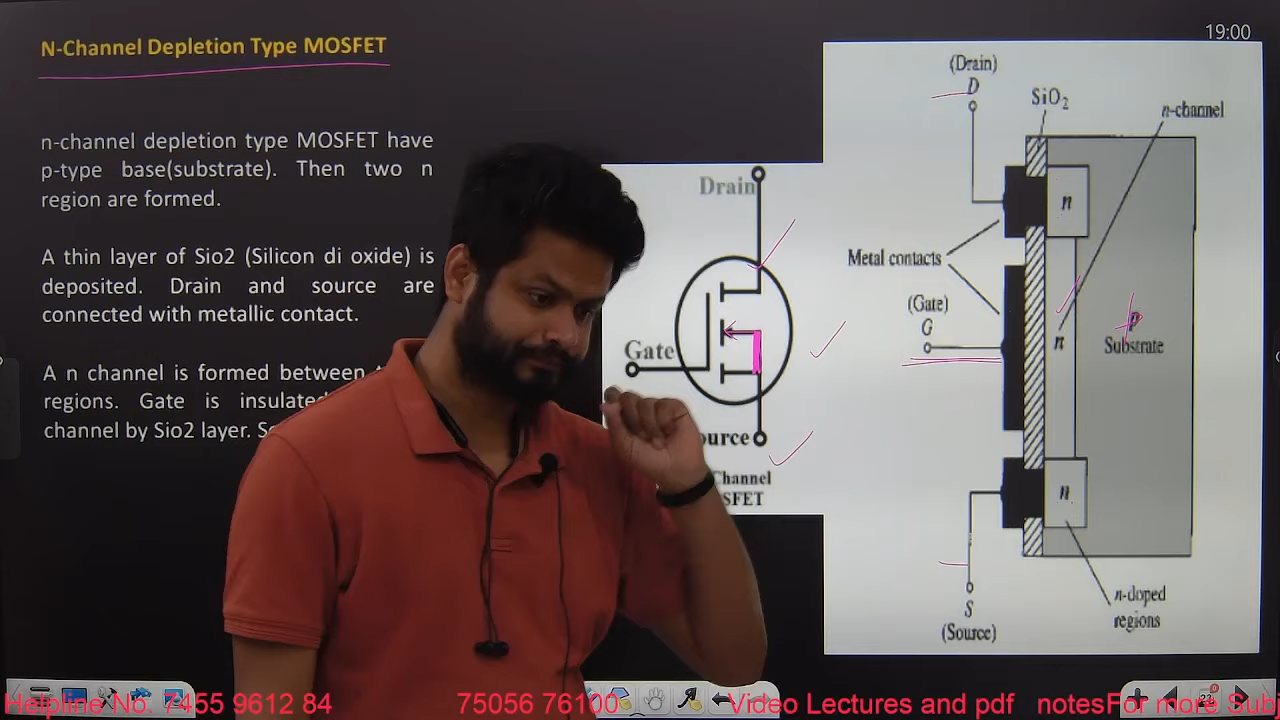 19:00
N-Channel Depletion Type MOSFET
n-channel depletion type MOSFET have
p-type base(substrate). Then two n
region are formed.
A thin layer of Sio2 (Silicon di oxide) is
deposited. Drain and source are
connected with metallic contact.
A n channel is formed between
regions. Gate is insulated
channel by Sio2 layer.
Drain
Gate
ource
Channel
SFET
(Drain)
D
SiO₂
n-channel
n
Metal contacts
(Gate)
G
n
p
Substrate
n
n-doped
regions
S
(Source)
Helpline No. 7455 9612 84 75056 76100 Video Lectures and pdf notesFor more Subj